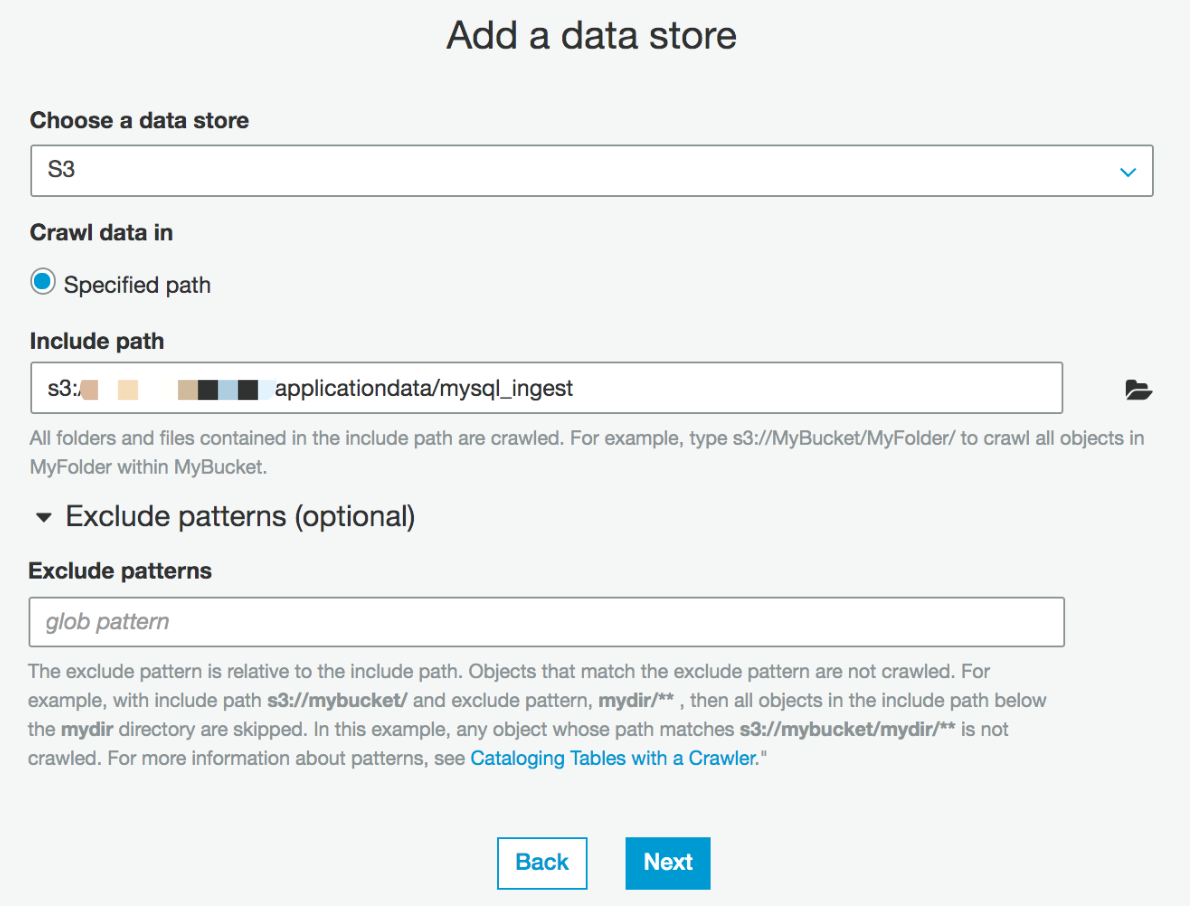 Add a data store
Choose a data store
S3
Crawl data in
Specified path
Include path
s3:/ applicationdata/mysql_ingest
All folders and files contained in the include path are crawled. For example, type s3://MyBucket/MyFolder/ to crawl all objects in
MyFolder within MyBucket.
Exclude patterns (optional)
Exclude patterns
glob pattern
The exclude pattern is relative to the include path. Objects that match the exclude pattern are not crawled. For
example, with include path s3://mybucket/ and exclude pattern, mydir/** , then all objects in the include path below
the mydir directory are skipped. In this example, any object whose path matches s3://mybucket/mydir/** is not
crawled. For more information about patterns, see Cataloging Tables with a Crawler."
Back Next